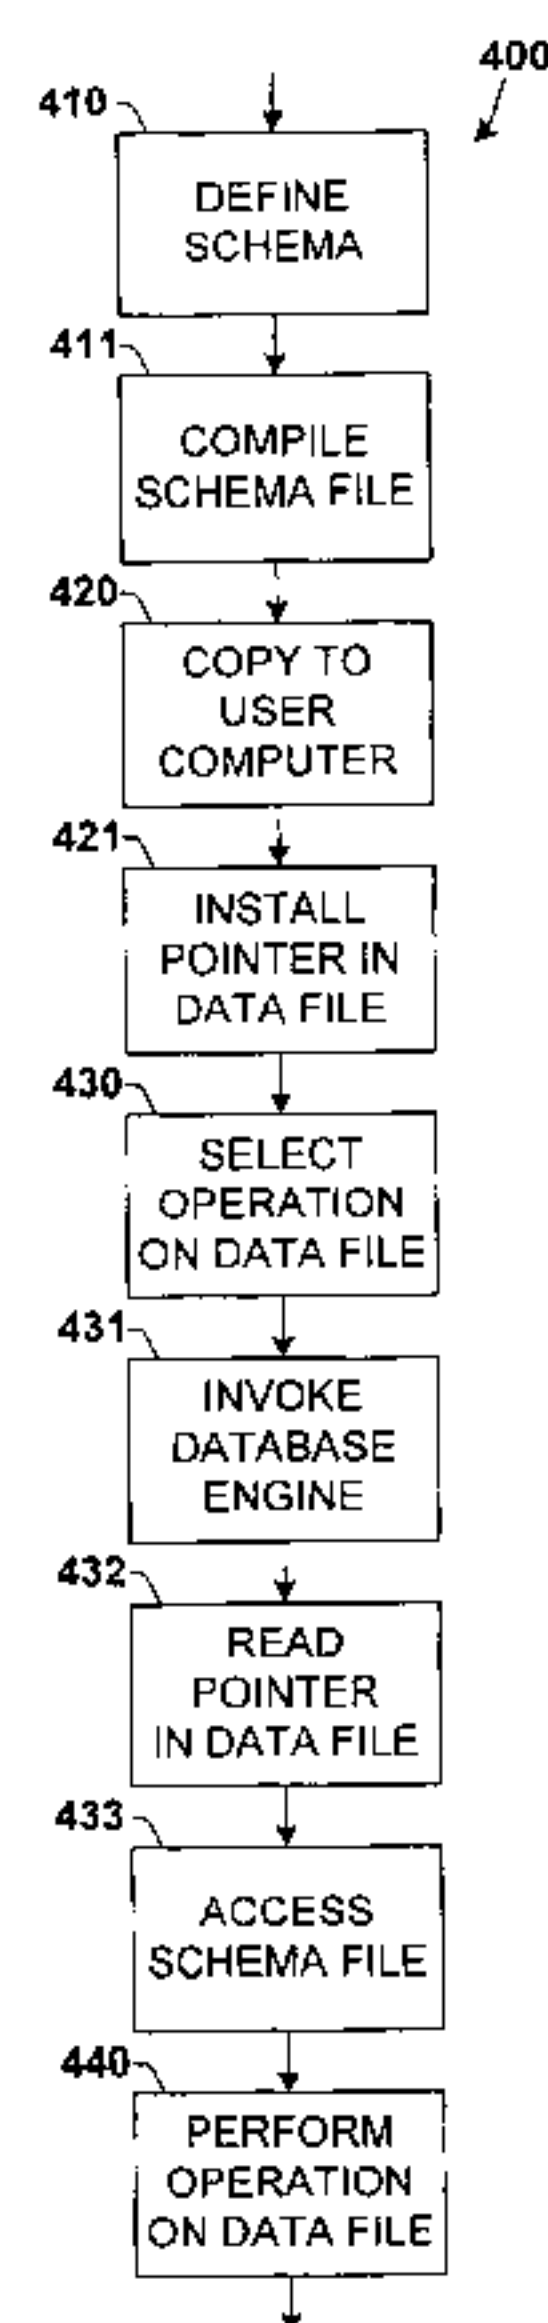 400
410
DEFINE
SCHEMA
411
COMPILE
SCHEMA FILE
420
COPY TO
USER
COMPUTER
421
INSTALL
POINTER IN
DATA FILE
430
SELECT
OPERATION
ON DATA FILE
431
INVOKE
DATABASE
ENGINE
432
READ
POINTER
IN DATA FILE
433
ACCESS
SCHEMA FILE
440
PERFORM
OPERATION
ON DATA FILE